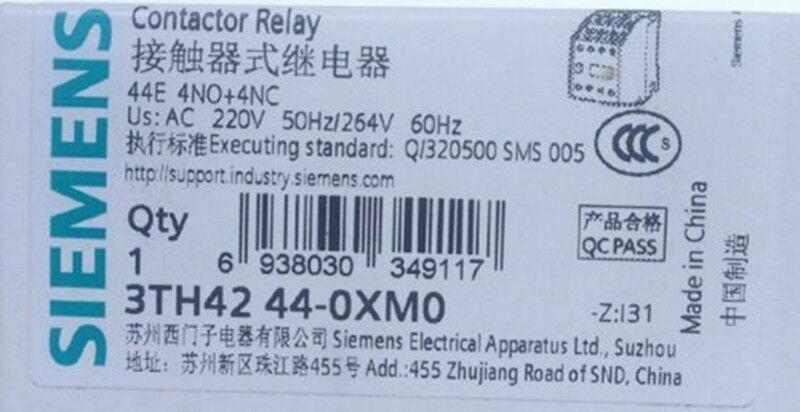 SIEMENS
Contactor Relay
接触器式继电器
44E 4NO+4NC
Us: AC 220V 50Hz/264V 60Hz
执行标准Executing standard: Q/320500 SMS 005
http://support.industry.siemens.com
CCC S
Qty
1
6 938030 349117
产品合格
QC PASS
3TH42 44-0XM0
-Z:I31
Made in China
中国制造
苏州西门子电器有限公司 Siemens Electrical Apparatus Ltd., Suzhou
地址: 苏州新区珠江路455号 Add.:455 Zhujiang Road of SND, China
Siemens